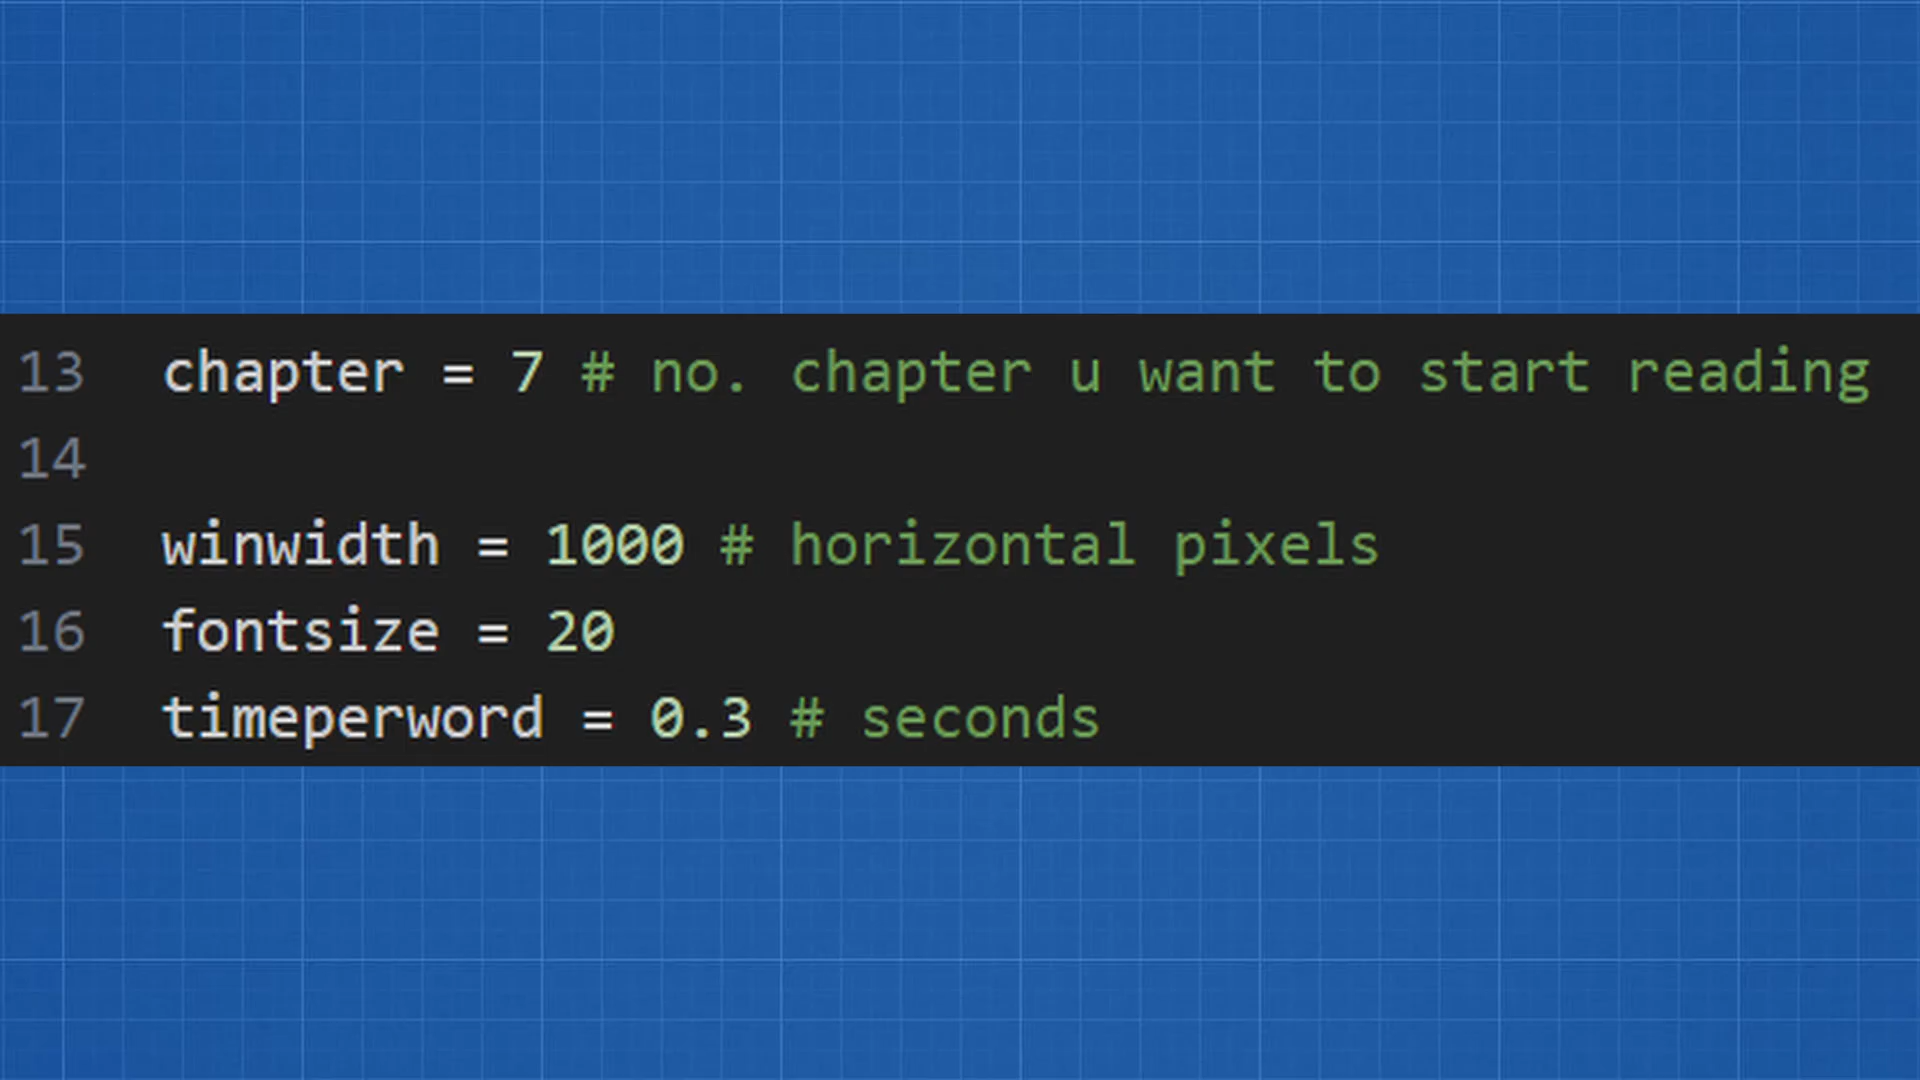 13 chapter = 7 # no. chapter u want to start reading
14
15 winwidth = 1000 # horizontal pixels
16 fontsize = 20
17 timeperword = 0.3 # seconds